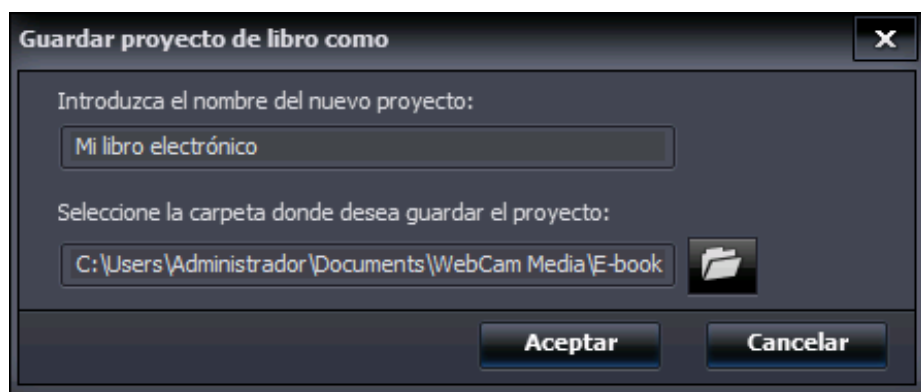 Guardar proyecto de libro como
Introduzca el nombre del nuevo proyecto:
Mi libro electrónico
Seleccione la carpeta donde desea guardar el proyecto:
C:\Users\Administrador\Documents\WebCam Media\E-book
Aceptar
Cancelar